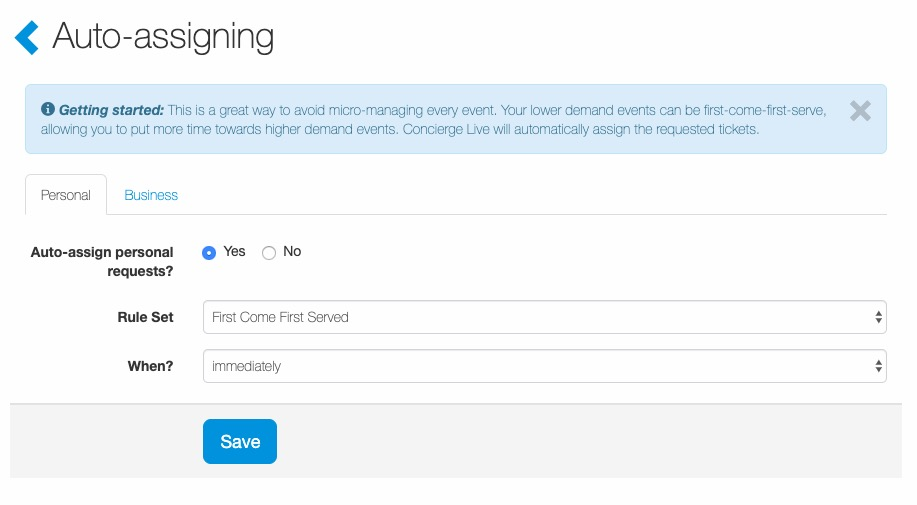 Auto-assigning
Getting started: This is a great way to avoid micro-managing every event. Your lower demand events can be first-come-first-serve,
allowing you to put more time towards higher demand events. Concierge Live will automatically assign the requested tickets.
Personal Business
Auto-assign personal requests? Yes No
Rule Set First Come First Served
When? immediately
Save